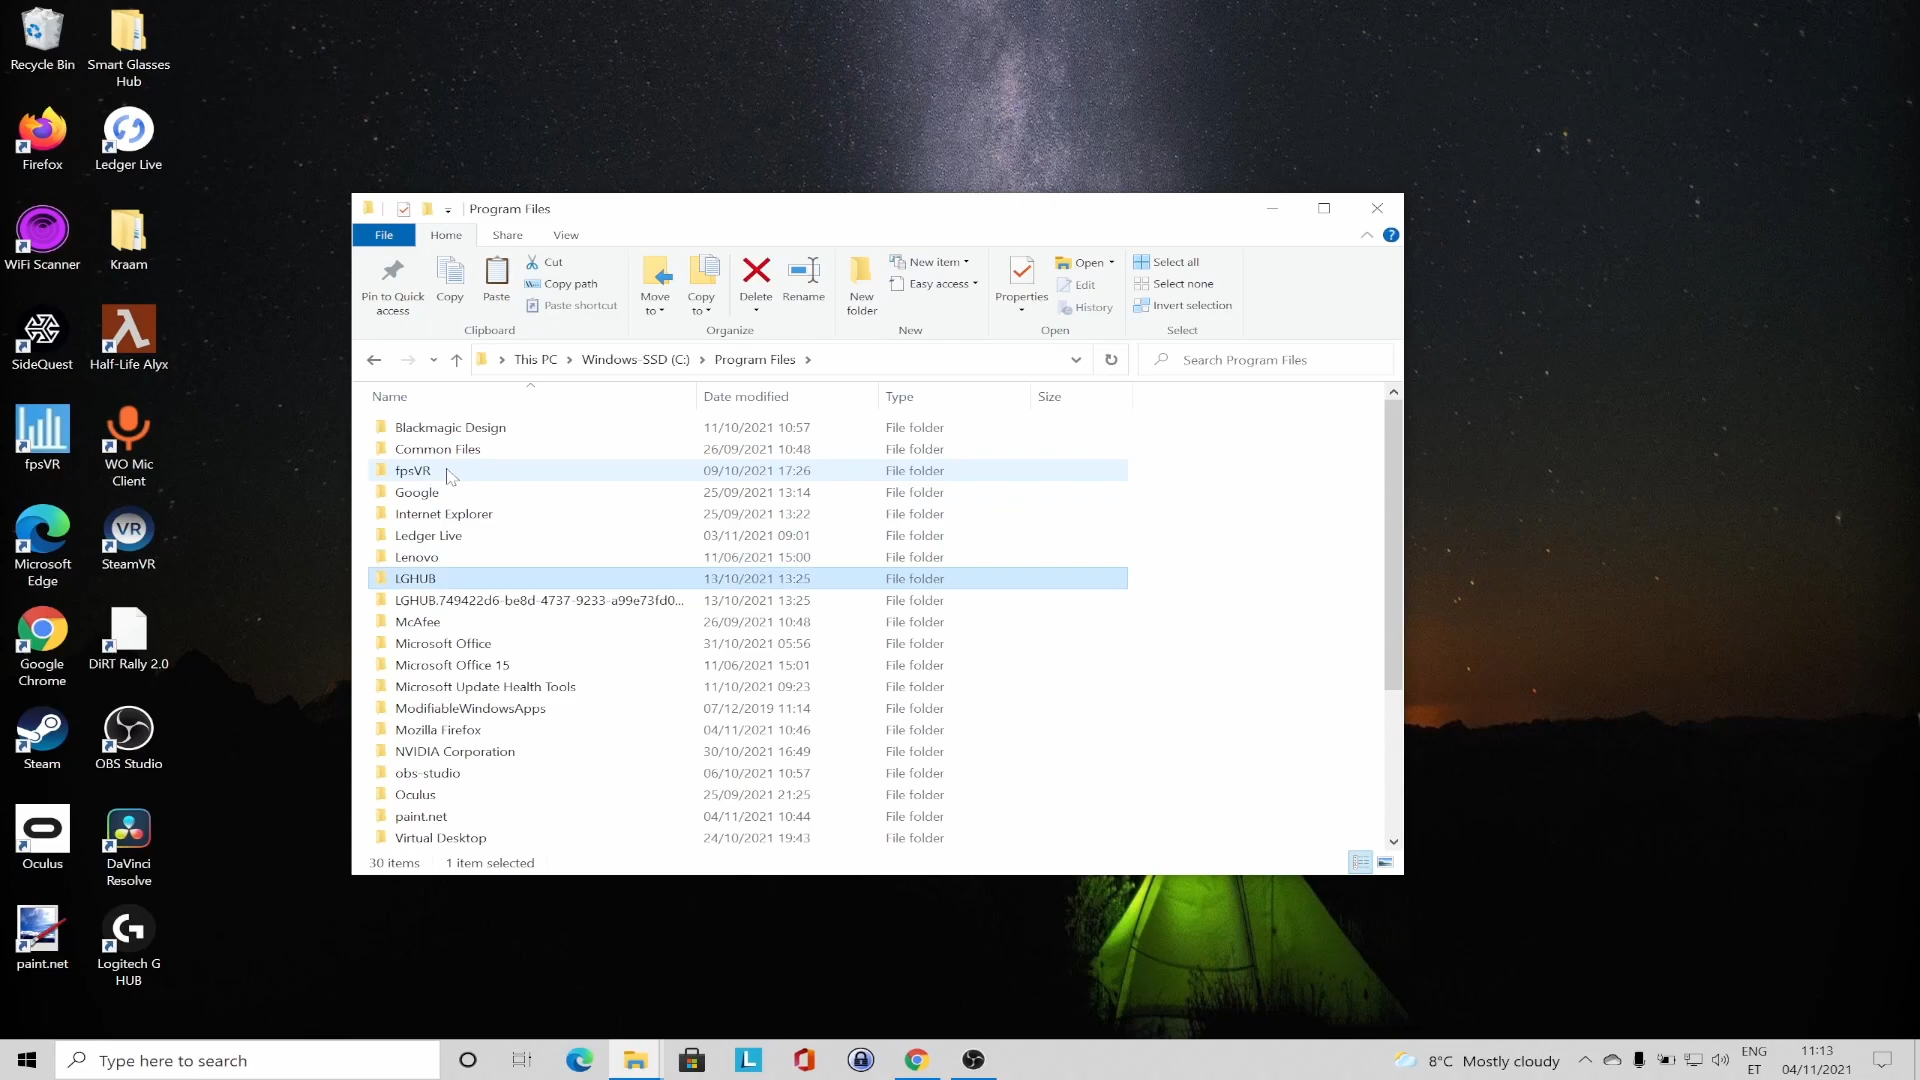 Recycle Bin
Smart Glasses
Hub
Firefox
Ledger Live
WiFi Scanner
Kraam
SideQuest
Half-Life Alyx
fpsVR
WO Mic
Client
Microsoft
Edge
VR
SteamVR
Google
Chrome
DiRT Rally 2.0
Steam
OBS Studio
Oculus
DaVinci
Resolve
paint.net
Logitech G
HUB
Program Files
File
Home
Share
View
Pin to Quick
access
Copy
Paste
Cut
Copy path
Paste shortcut
Clipboard
Move
to
Copy
to
Delete
Rename
Organize
New
folder
New item
Easy access
New
Properties
Open
Edit
History
Open
Select all
Select none
Invert selection
Select
This PC > Windows-SSD (C:) > Program Files >
Search Program Files
Name Date modified Type Size
Blackmagic Design 11/10/2021 10:57 File folder
Common Files 26/09/2021 10:48 File folder
fpsVR 09/10/2021 17:26 File folder
Google 25/09/2021 13:14 File folder
Internet Explorer 25/09/2021 13:22 File folder
Ledger Live 03/11/2021 09:01 File folder
Lenovo 11/06/2021 15:00 File folder
LGHUB 13/10/2021 13:25 File folder
LGHUB.749422d6-be8d-4737-9233-a99e73fd0... 13/10/2021 13:25 File folder
McAfee 26/09/2021 10:48 File folder
Microsoft Office 31/10/2021 05:56 File folder
Microsoft Office 15 11/06/2021 15:01 File folder
Microsoft Update Health Tools 11/10/2021 09:23 File folder
ModifiableWindowsApps 07/12/2019 11:14 File folder
Mozilla Firefox 04/11/2021 10:46 File folder
NVIDIA Corporation 30/10/2021 16:49 File folder
obs-studio 06/10/2021 10:57 File folder
Oculus 25/09/2021 21:25 File folder
paint.net 04/11/2021 10:44 File folder
Virtual Desktop 24/10/2021 19:43 File folder
30 items 1 item selected
Type here to search
L
8°C Mostly cloudy
ENG
ET
11:13
04/11/2021